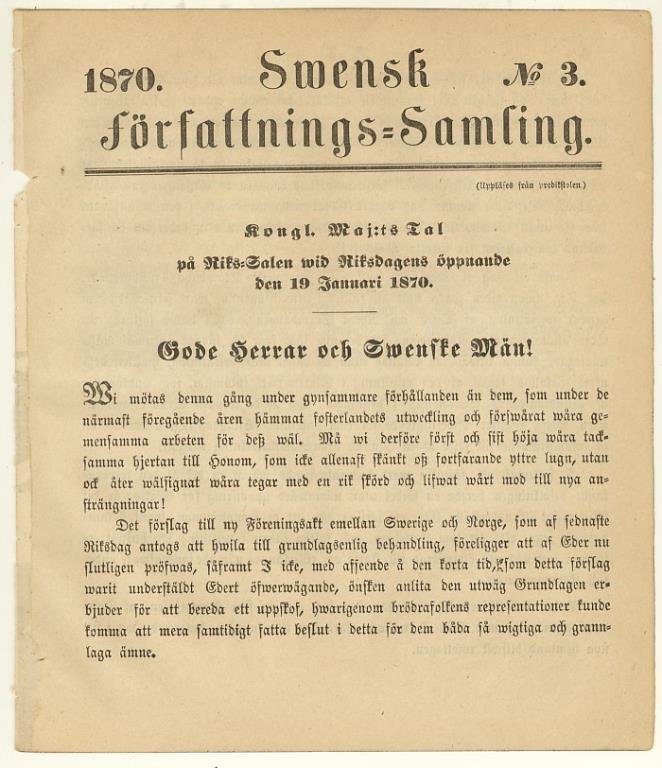 1870. Swensk № 3.
Författnings-Samling.
(Uppläses från predikstolen.)
Kongl. Maj:ts Tal
på Riks-Salen wid Riksdagens öppnande
den 19 Januari 1870.
Gode Herrar och Swenske Män!
Wi mötas denna gång under gynsammare förhållanden än dem, som under de
närmast föregående åren hämmat fosterlandets utweckling och förswårat wåra ge-
mensamma arbeten för deß wäl. Må wi derföre först och sist höja wåra tack-
samma hjertan till Honom, som icke allenast skänkt oß fortfarande yttre lugn, utan
ock åter wälsignat wåra tegar med en rik skörd och lifwat wårt mod till nya an-
strängningar!
Det förslag till ny Föreningsakt emellan Swerige och Norge, som af sednaste
Riksdag antogs att hwila till grundlagsenlig behandling, föreligger att af Eder nu
slutligen pröfwas, såframt I icke, med afseende å den korta tid, som detta förslag
warit underställdt Edert öfwerwägande, önsken anlita den utwäg Grundlagen er-
bjuder för att bereda ett uppskof, hwarigenom brödrafolkens representationer kunde
komma att mera samtidigt fatta beslut i detta för dem båda så wigtiga och grann-
laga ämne.